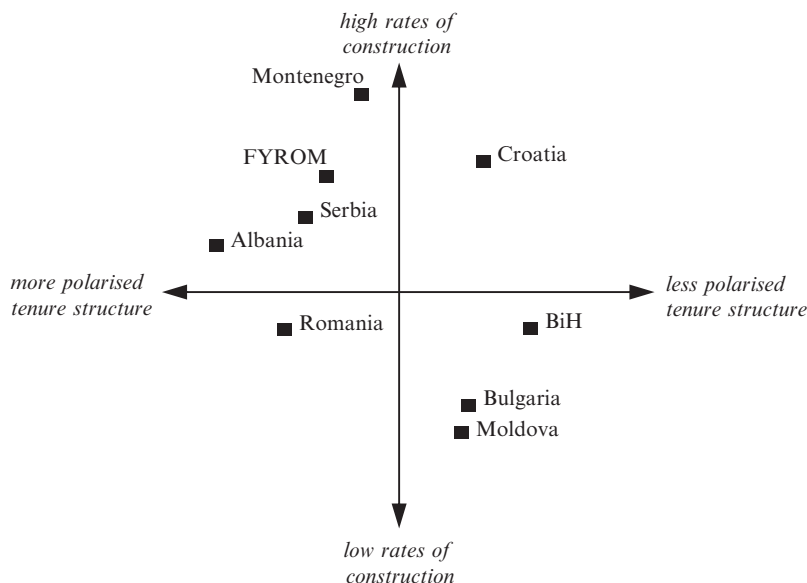 high rates of
construction
Montenegro
FYROM
Croatia
Serbia
Albania
more polarised
tenure structure
less polarised
tenure structure
Romania
BiH
Bulgaria
Moldova
low rates of
construction